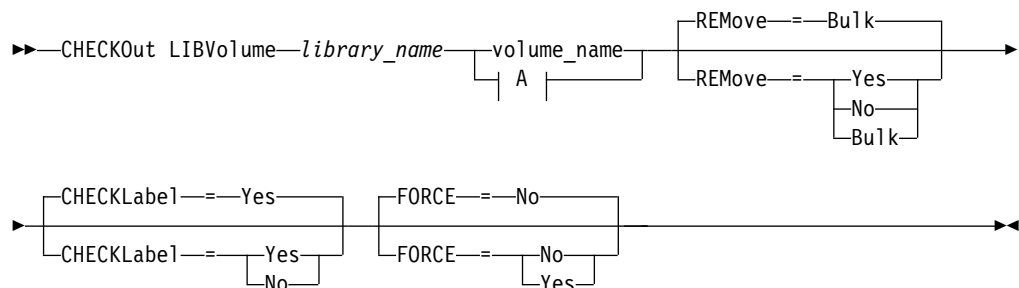 REMove = Bulk
CHECKOut LIBVolume library_name volume_name
A
REMove = Yes
No
Bulk
CHECKLabel = Yes
FORCE = No
CHECKLabel = Yes
No
FORCE = No
Yes